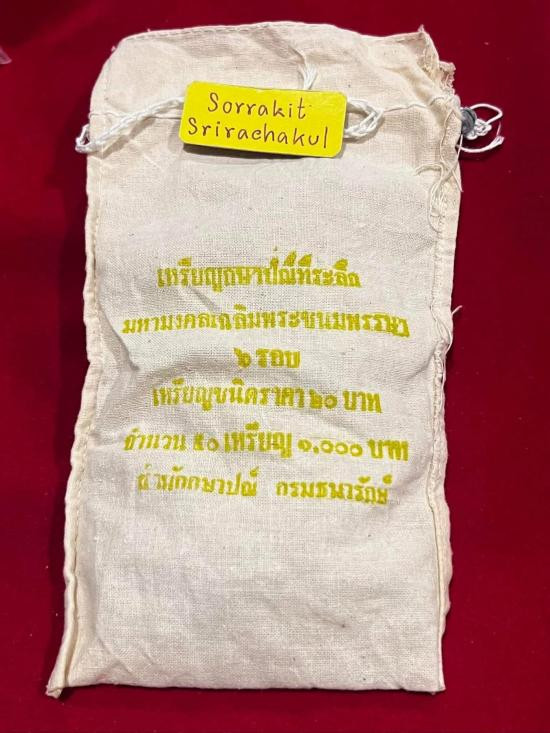 Sorrakit
Srirachakul
เหรียญกษาปณ์ที่ระลึก
มหามงคลเฉลิมพระชนมพรรษา
๖ รอบ
เหรียญชนิดราคา ๒๐ บาท
จำนวน ๕๐ เหรียญ ๑,๐๐๐ บาท
สำนักกษาปณ์ กรมธนารักษ์